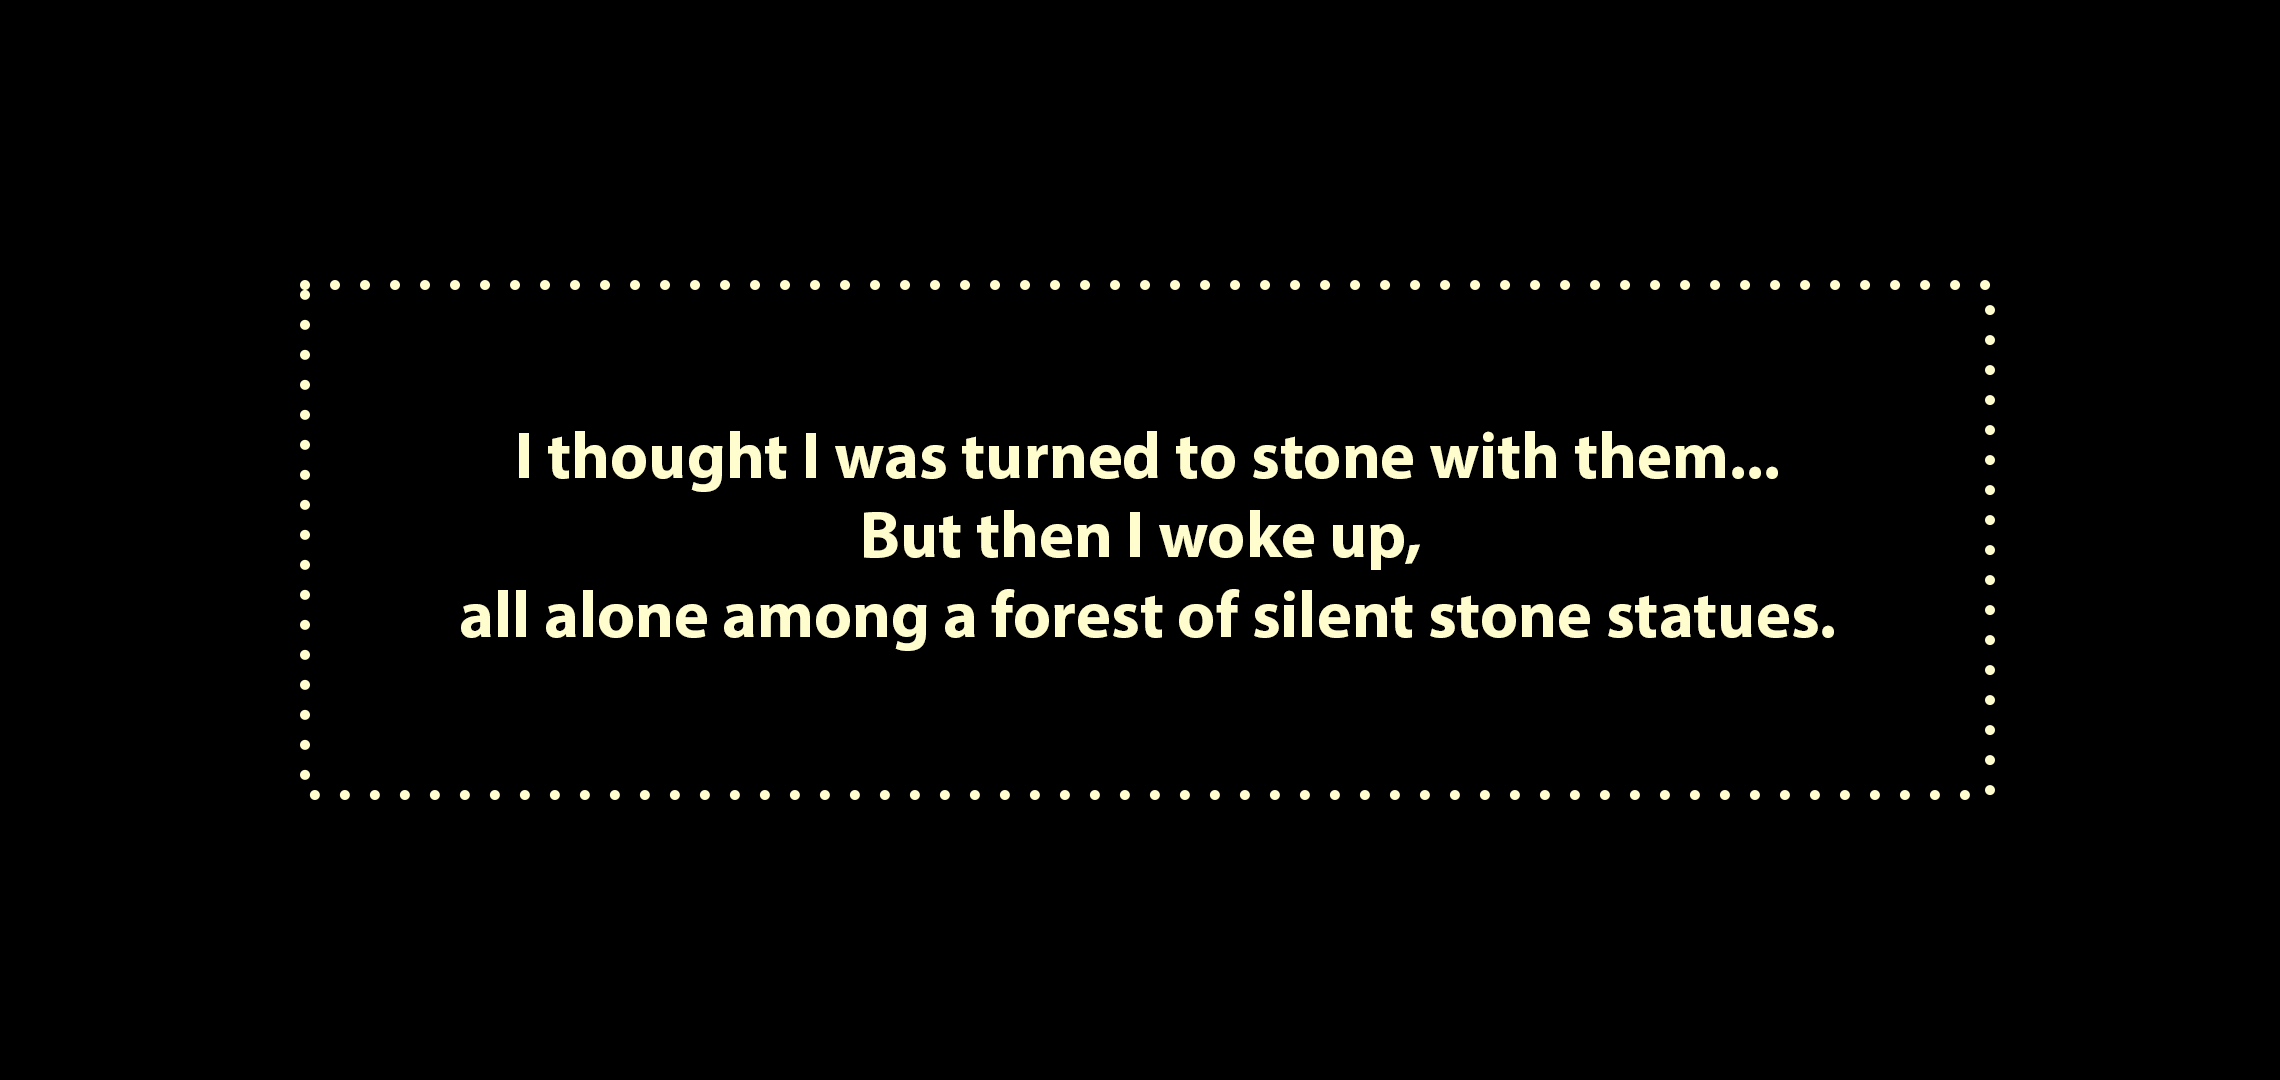 I thought I was turned to stone with them...
But then I woke up,
all alone among a forest of silent stone statues.